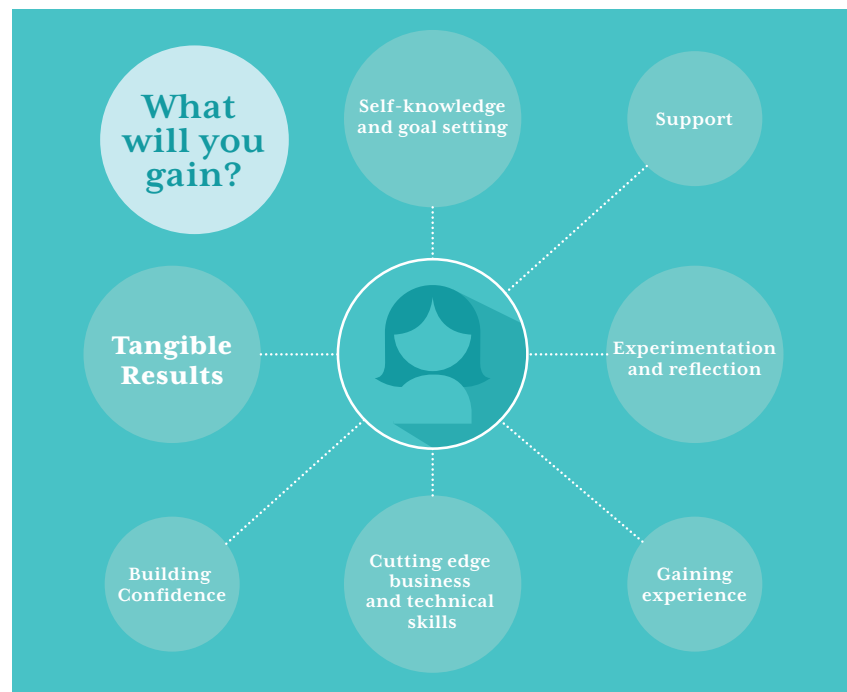 What
will you
gain?
Self-knowledge
and goal setting
Support
Tangible
Results
Experimentation
and reflection
Building
Confidence
Cutting edge
business
and technical
skills
Gaining
experience